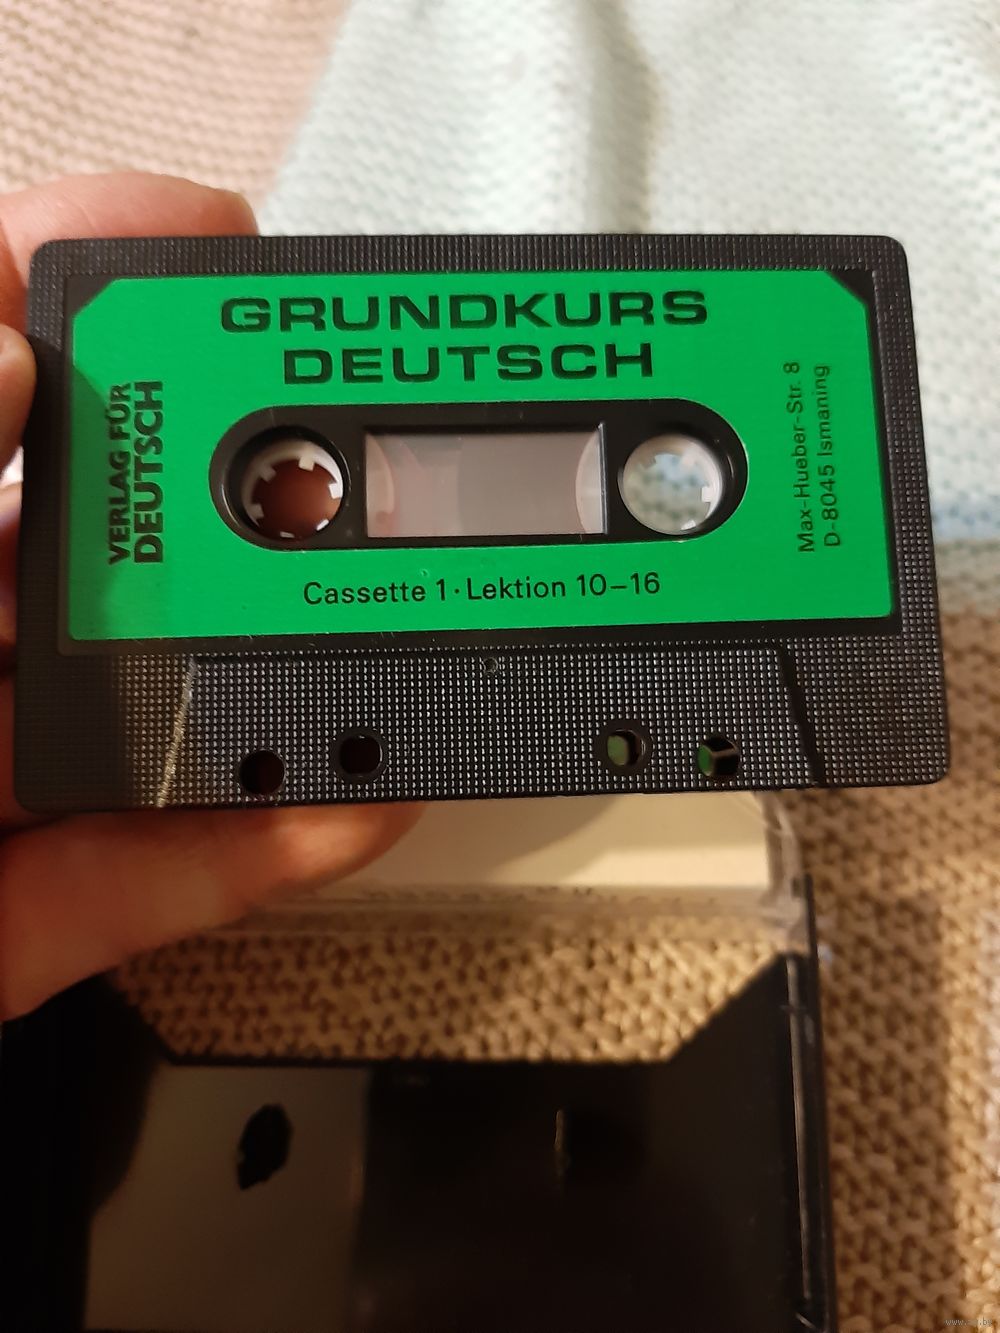 GRUNDKURS
DEUTSCH
VERLAG FÜR
DEUTSCH
Max-Hueber-Str. 8
D-8045 Ismaning
Cassette 1 · Lektion 10–16